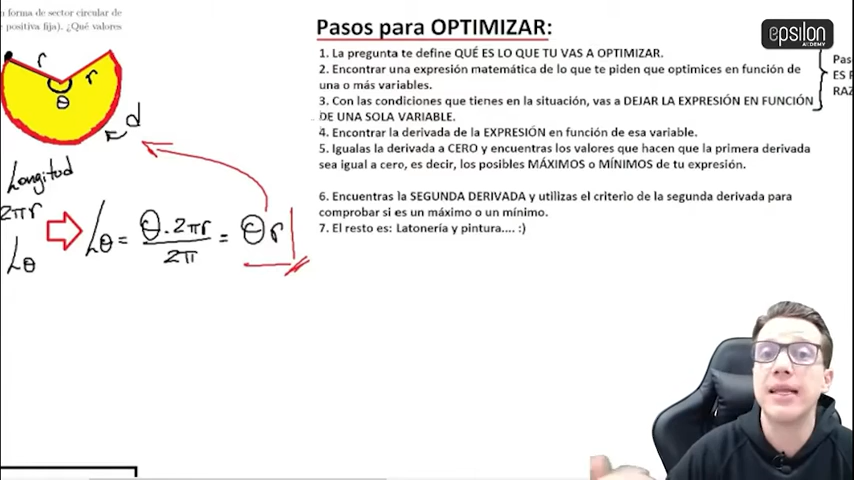 forma de sector circular de
positiva fija). ¿Qué valores
r
r
θ
d
Longitud
2πr
Lθ
Lθ = θ.2πr / 2π = θr
Pasos para OPTIMIZAR:
1. La pregunta te define QUÉ ES LO QUE TU VAS A OPTIMIZAR.
2. Encontrar una expresión matemática de lo que te piden que optimices en función de
una o más variables.
3. Con las condiciones que tienes en la situación, vas a DEJAR LA EXPRESIÓN EN FUNCIÓN
DE UNA SOLA VARIABLE.
4. Encontrar la derivada de la EXPRESIÓN en función de esa variable.
5. Igualas la derivada a CERO y encuentras los valores que hacen que la primera derivada
sea igual a cero, es decir, los posibles MÁXIMOS o MÍNIMOS de tu expresión.
6. Encuentras la SEGUNDA DERIVADA y utilizas el criterio de la segunda derivada para
comprobar si es un máximo o un mínimo.
7. El resto es: Latonería y pintura.... :)
epsilon
ACADEMY
Pas
ES P
RAZ